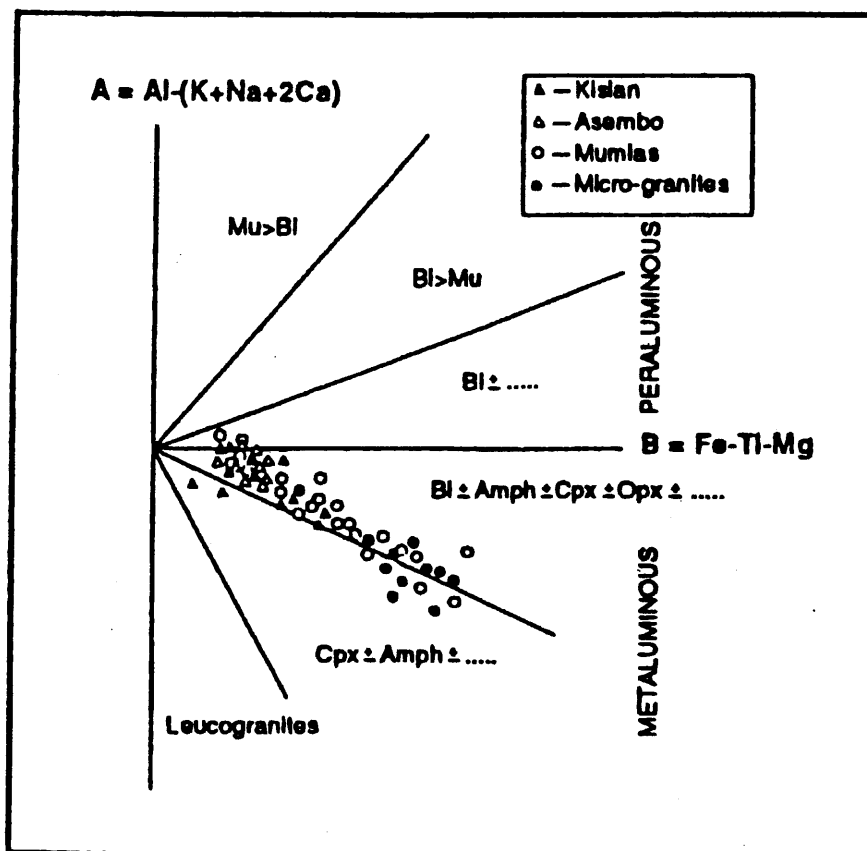 A = Al-(K+Na+2Ca)
▲ — Kisian
△ — Asembo
○ — Mumias
● — Micro-granites
Mu>Bi
Bi>Mu
PERALUMINOUS
Bi ± .....
B = Fe-Ti-Mg
Bi ± Amph ± Cpx ± Opx ± .....
METALUMINOUS
Cpx ± Amph ± .....
Leucogranites